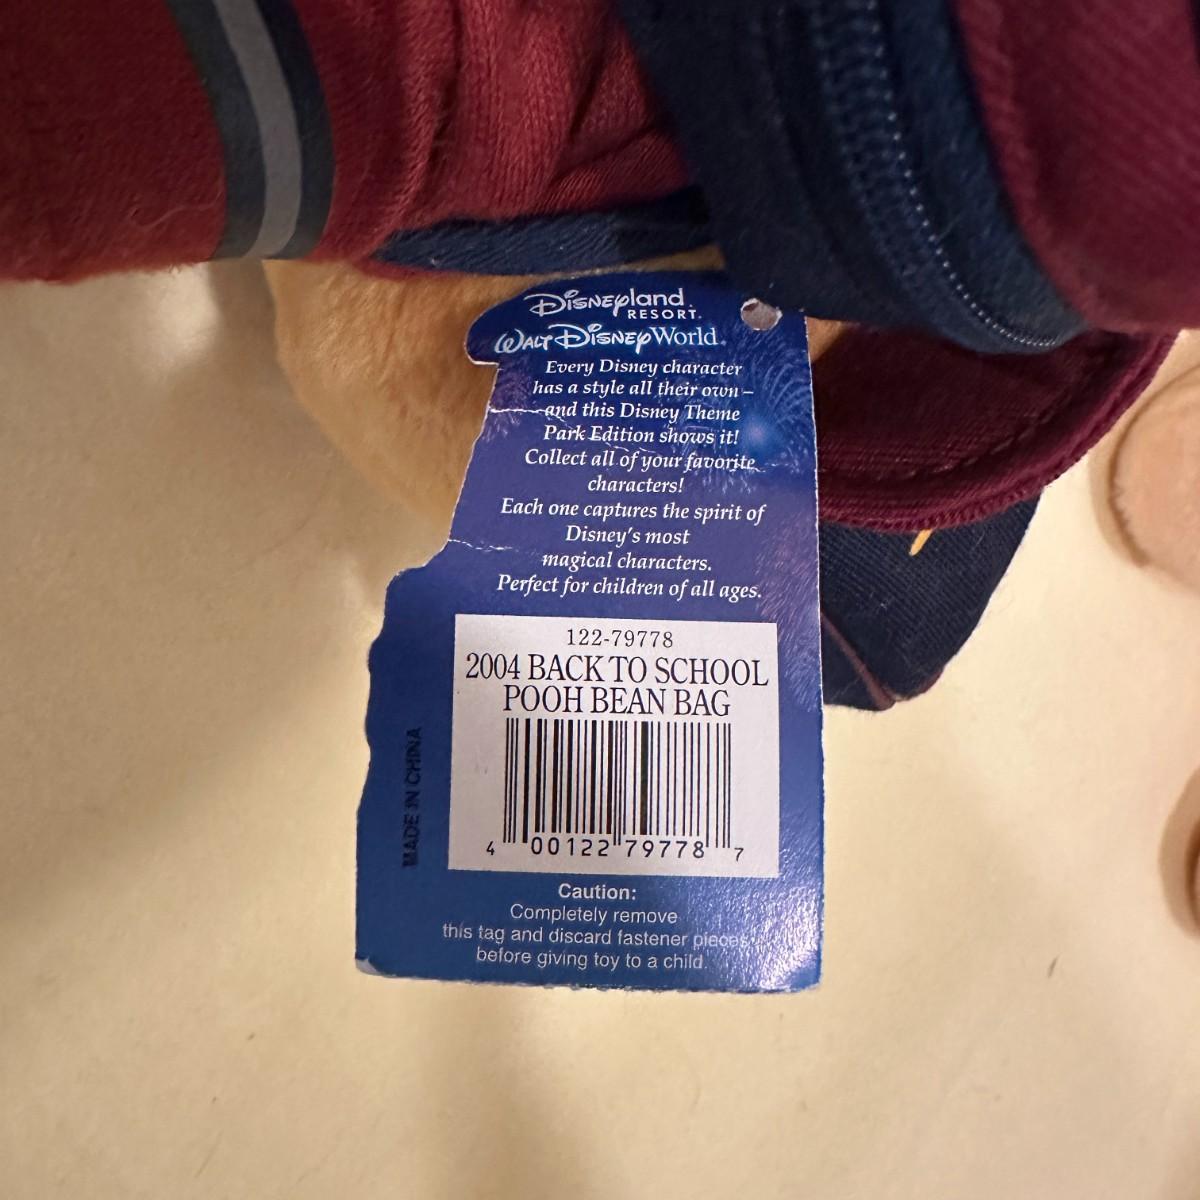 Disneyland
RESORT.
Walt Disney World.
Every Disney character
has a style all their own –
and this Disney Theme
Park Edition shows it!
Collect all of your favorite
characters!
Each one captures the spirit of
Disney's most
magical characters.
Perfect for children of all ages.
122-79778
2004 BACK TO SCHOOL
POOH BEAN BAG
4 00122 79778 7
MADE IN CHINA
Caution:
Completely remove
this tag and discard fastener pieces
before giving toy to a child.